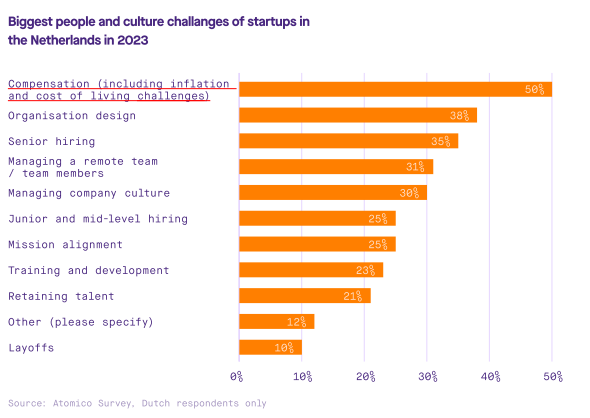 Biggest people and culture challanges of startups in
the Netherlands in 2023
Compensation (including inflation
and cost of living challenges)
50%
Organisation design
38%
Senior hiring
35%
Managing a remote team
/ team members
31%
Managing company culture
30%
Junior and mid-level hiring
25%
Mission alignment
25%
Training and development
23%
Retaining talent
21%
Other (please specify)
12%
Layoffs
10%
0% 10% 20% 30% 40% 50%
Source: Atomico Survey, Dutch respondents only